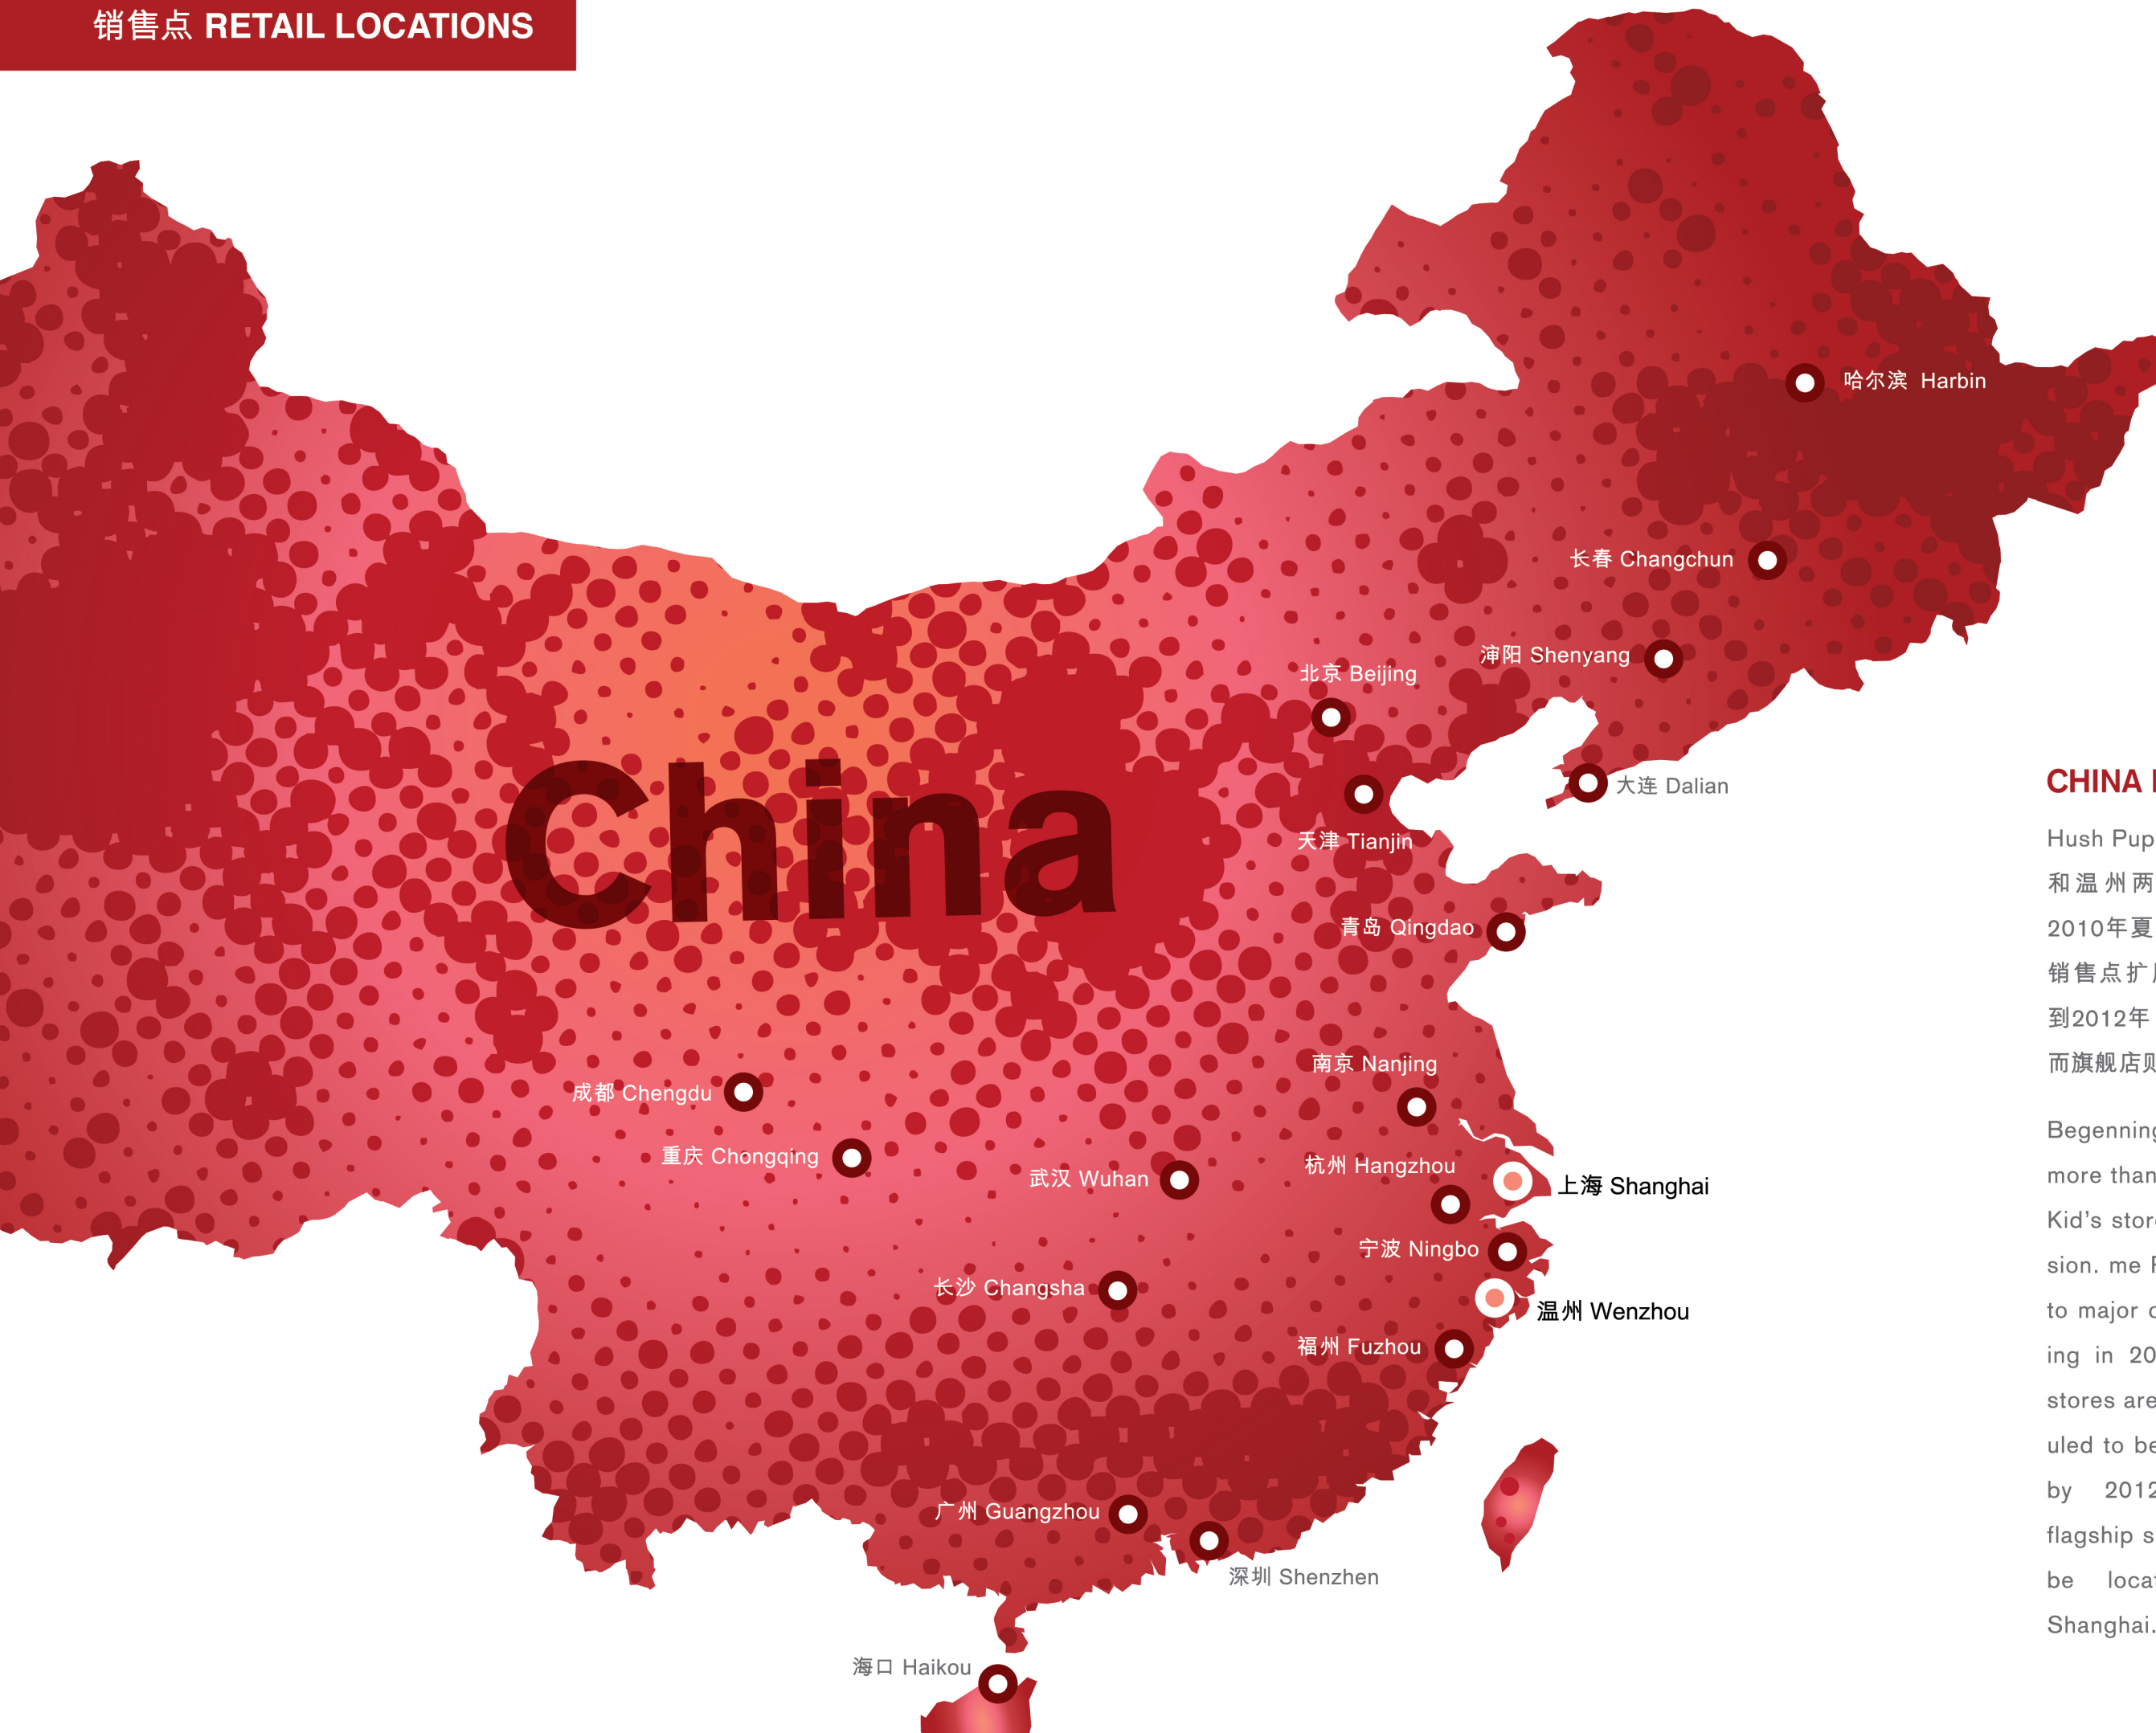 销售点 RETAIL LOCATIONS
哈尔滨 Harbin
长春 Changchun
渖阳 Shenyang
北京 Beijing
大连 Dalian
天津 Tianjin
China
青岛 Qingdao
南京 Nanjing
成都 Chengdu
重庆 Chongqing
武汉 Wuhan
杭州 Hangzhou
上海 Shanghai
宁波 Ningbo
长沙 Changsha
温州 Wenzhou
福州 Fuzhou
广州 Guangzhou
深圳 Shenzhen
海口 Haikou
CHINA
Hush Pup
和温州两
2010年夏
销售点扩
到2012年
而旗舰店
Begenning
more than
Kid's stor
sion. me
to major
ing in 20
stores are
uled to be
by 2012
flagship s
be locat
Shanghai.